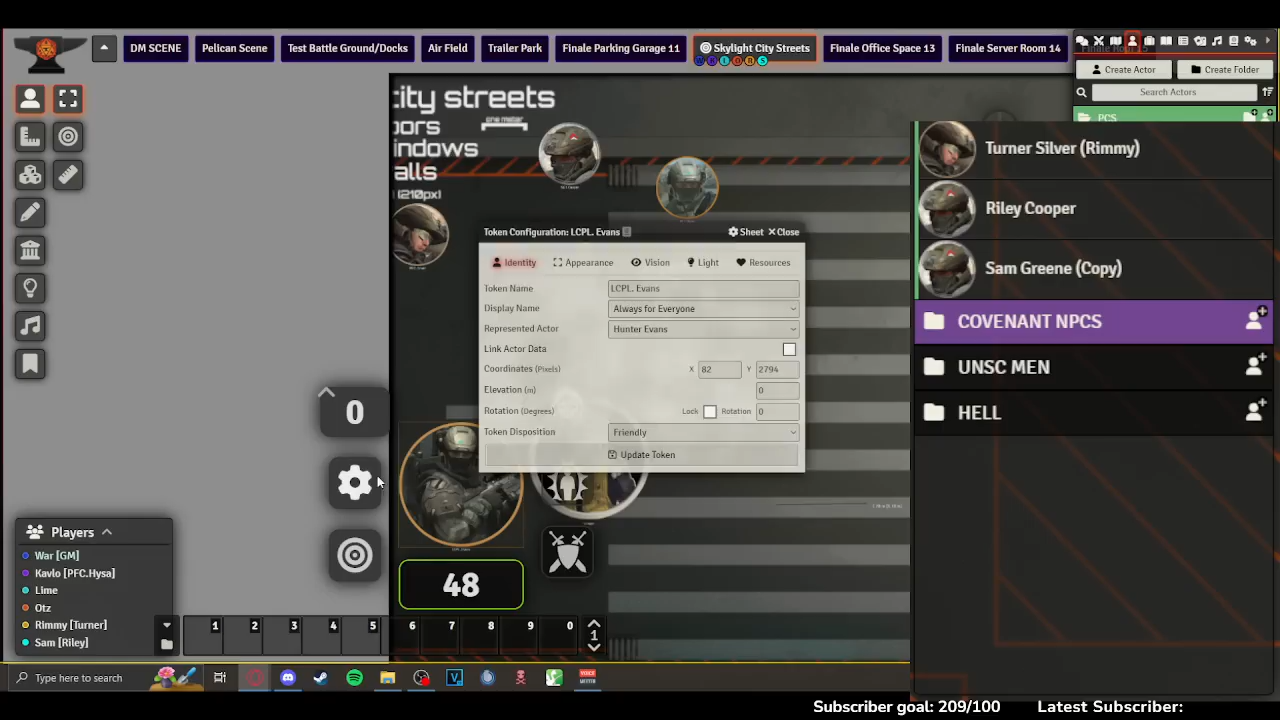 DM SCENE
Pelican Scene
Test Battle Ground/Docks
Air Field
Trailer Park
Finale Parking Garage 11
Skylight City Streets
Finale Office Space 13
Finale Server Room 14
Create Actor
Create Folder
Search Actors
PCS
city streets
one meter
oors
indows
alls
(210px)
Turner Silver (Rimmy)
Riley Cooper
Sam Greene (Copy)
COVENANT NPCS
UNSC MEN
HELL
Token Configuration: LCPL. Evans
Sheet
Close
Identity
Appearance
Vision
Light
Resources
Token Name
LCPL. Evans
Display Name
Always for Everyone
Represented Actor
Hunter Evans
Link Actor Data
Coordinates (Pixels)
X
82
Y
2794
Elevation (m)
0
Rotation (Degrees)
Lock
Rotation
0
Token Disposition
Friendly
Update Token
0
48
Players
War [GM]
Kavlo [PFC.Hysa]
Lime
Otz
Rimmy [Turner]
Sam [Riley]
1
2
3
4
5
6
7
8
9
0
1
Type here to search
Subscriber goal: 209/100
Latest Subscriber: